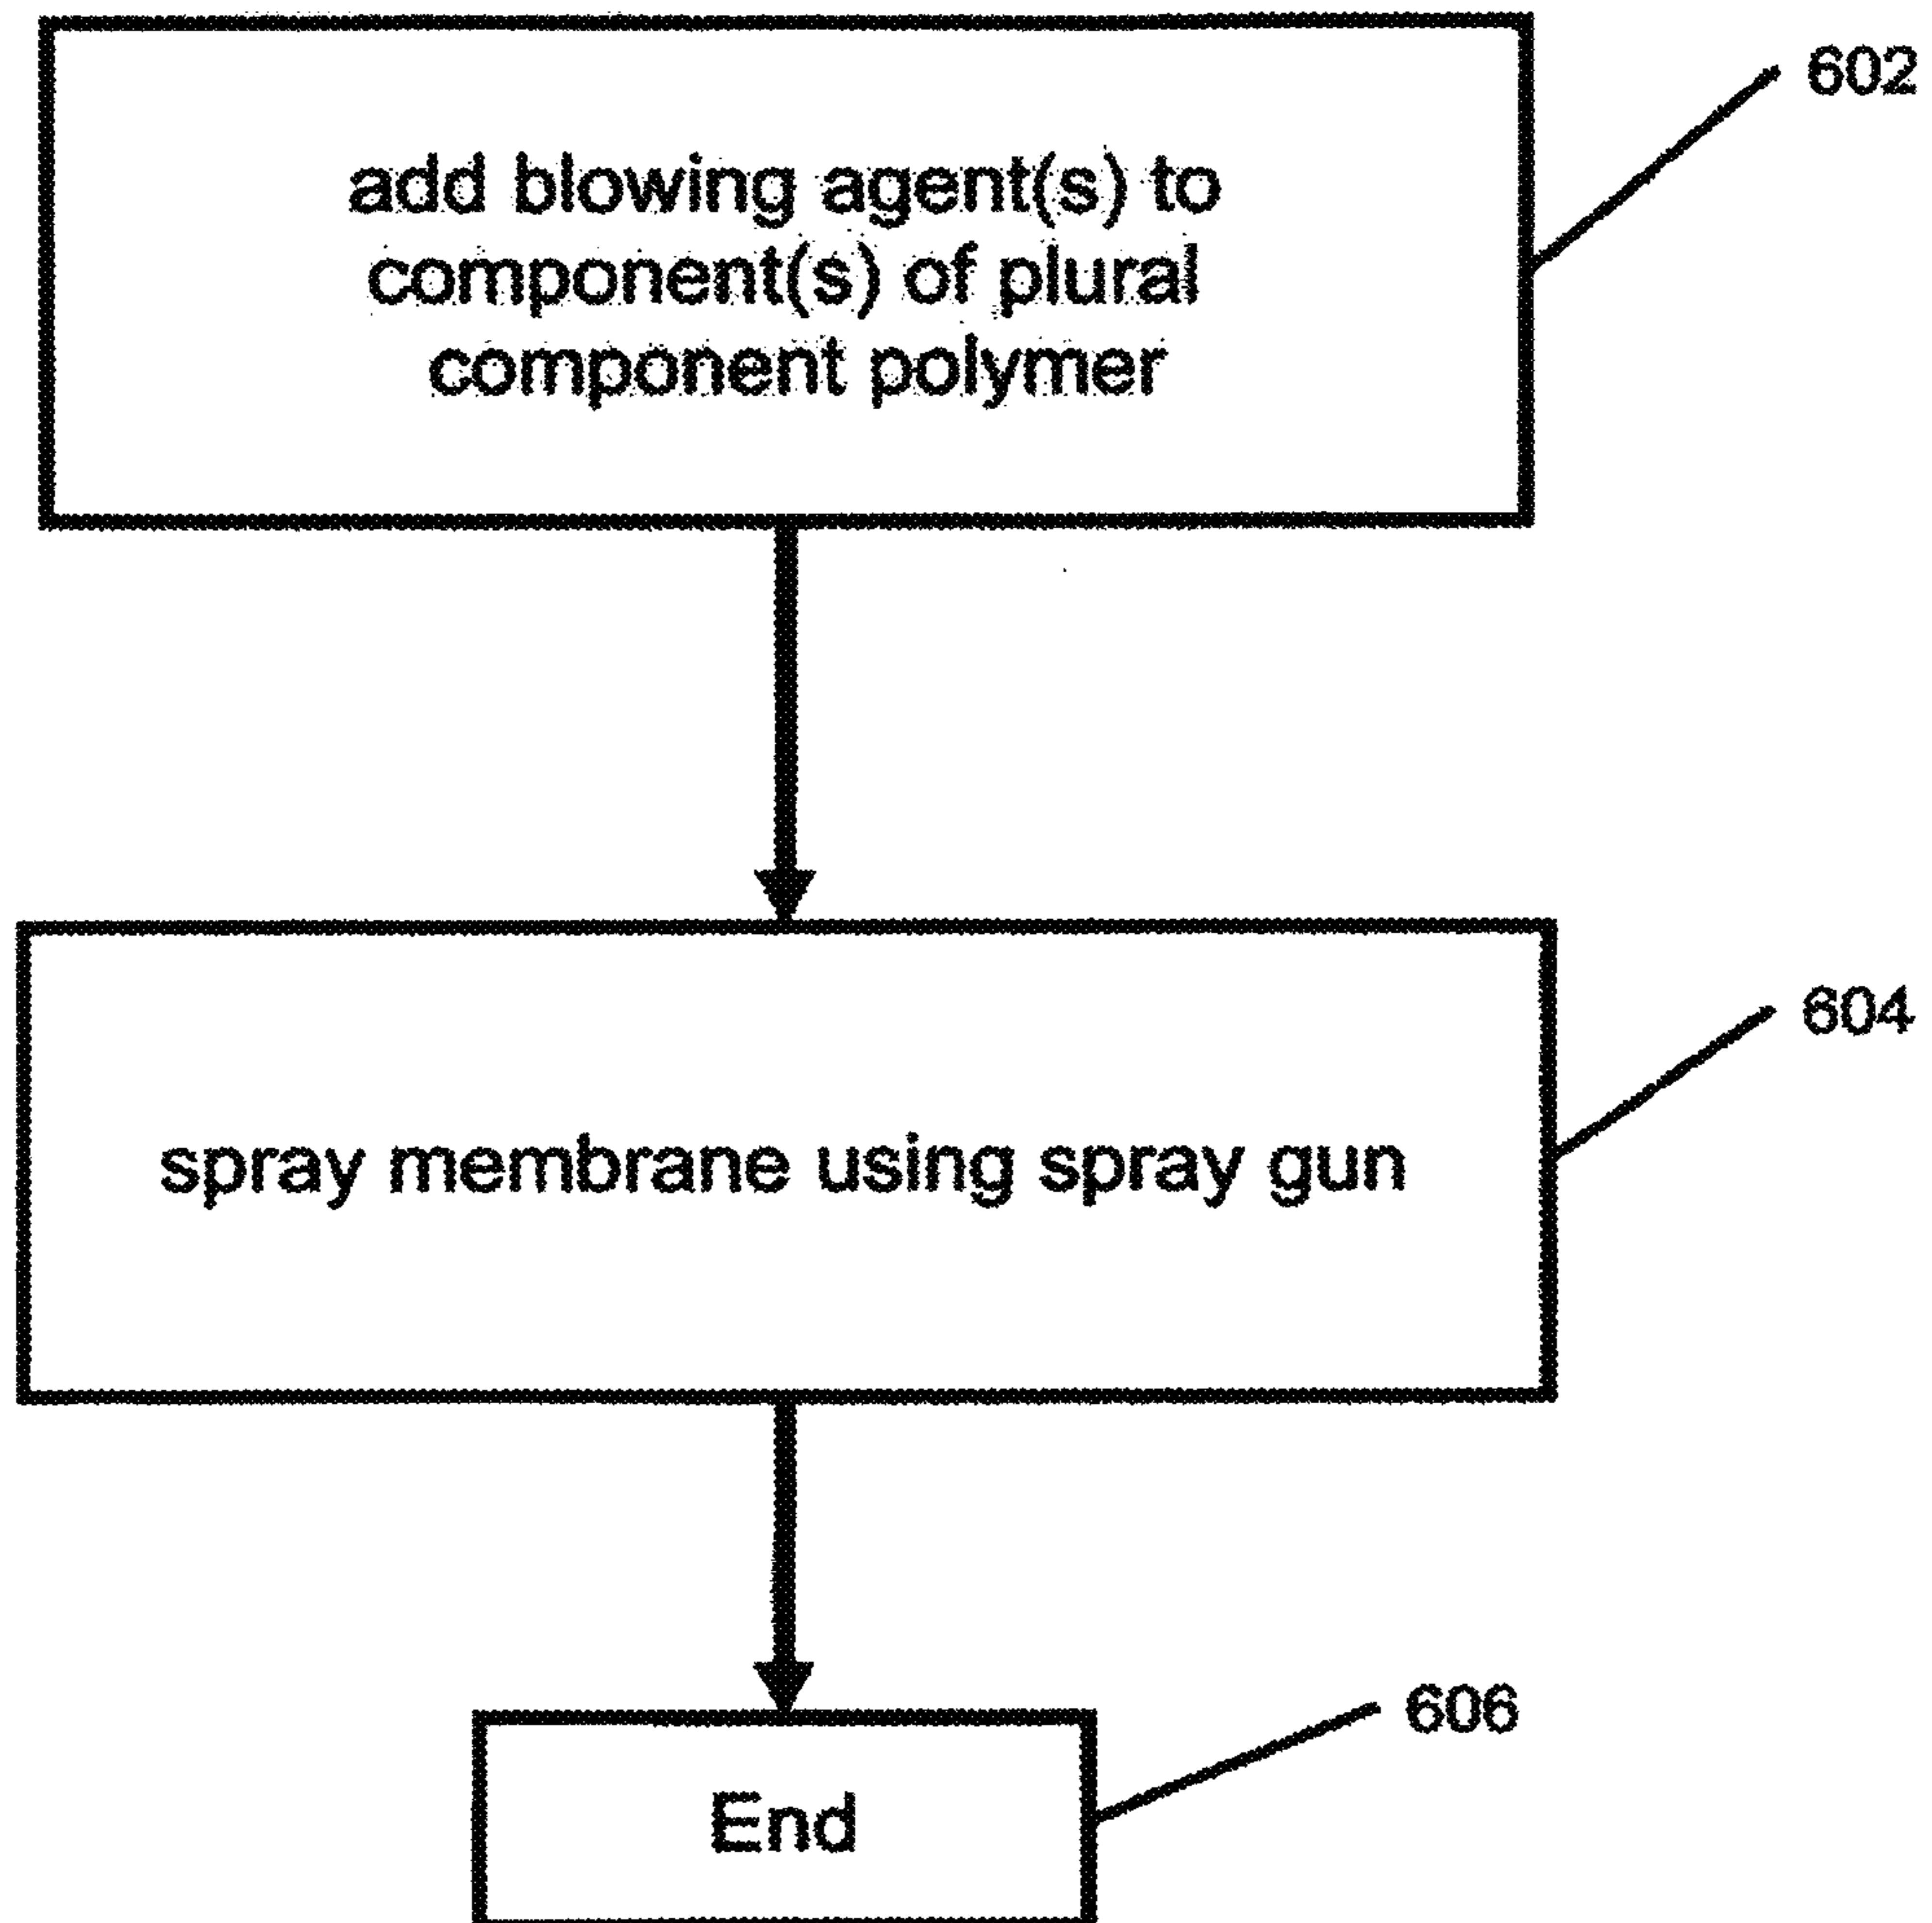 602
add blowing agent(s) to
component(s) of plural
component polymer
604
spray membrane using spray gun
606
End